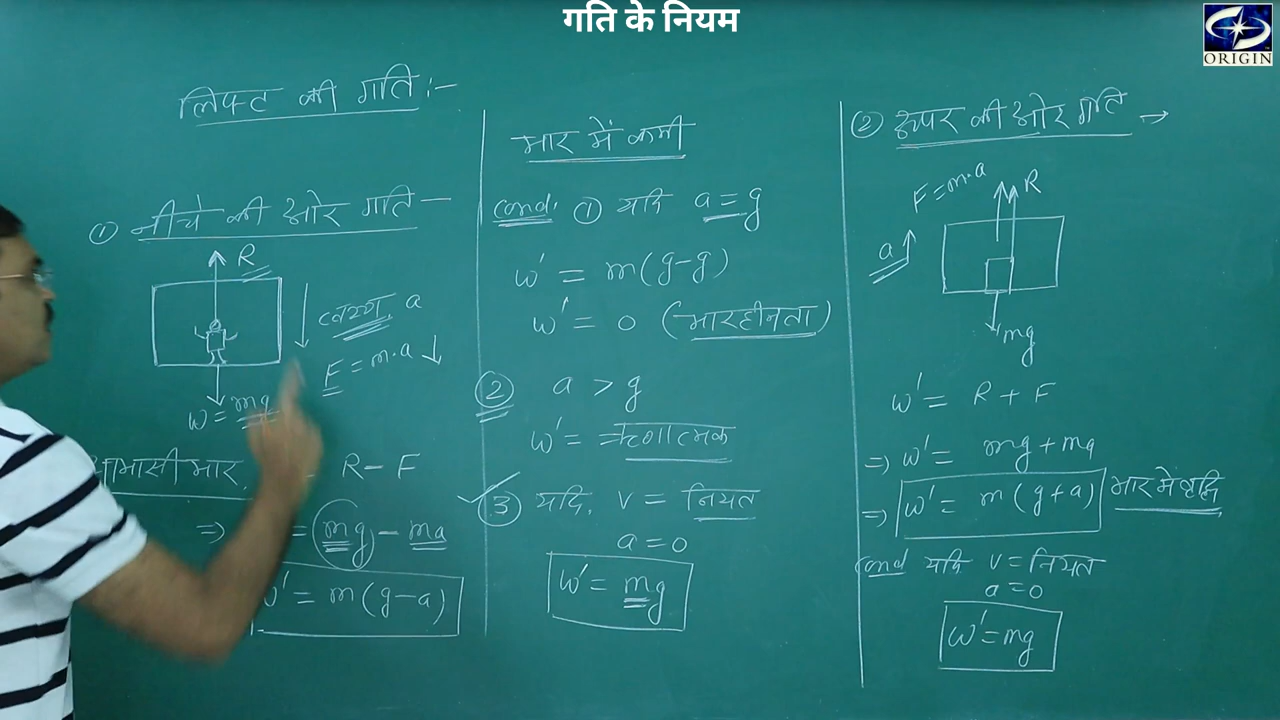 गति के नियम
ORIGIN
लिफ्ट की गति :-
① नीचे की ओर गति -
R
त्वरण, a
F = m.a ↓
w = mg
आभासी भार, = R - F
⇒ = mg - ma
w' = m(g-a)
भार में कमी
cond. ① यदि a = g
w' = m(g-g)
w' = 0 (भारहीनता)
② a > g
w' = ऋणात्मक
③ यदि, v = नियत
a = 0
w' = mg
② ऊपर की ओर गति →
F = m.a R
a ↑
mg
w' = R + F
⇒ w' = mg + ma
⇒ w' = m(g+a) भार में वृद्धि
cond यदि v = नियत
a = 0
w' = mg